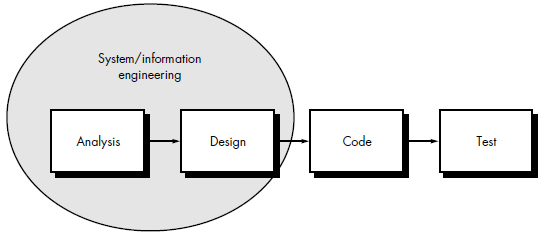 System/information
engineering
Analysis
Design
Code
Test